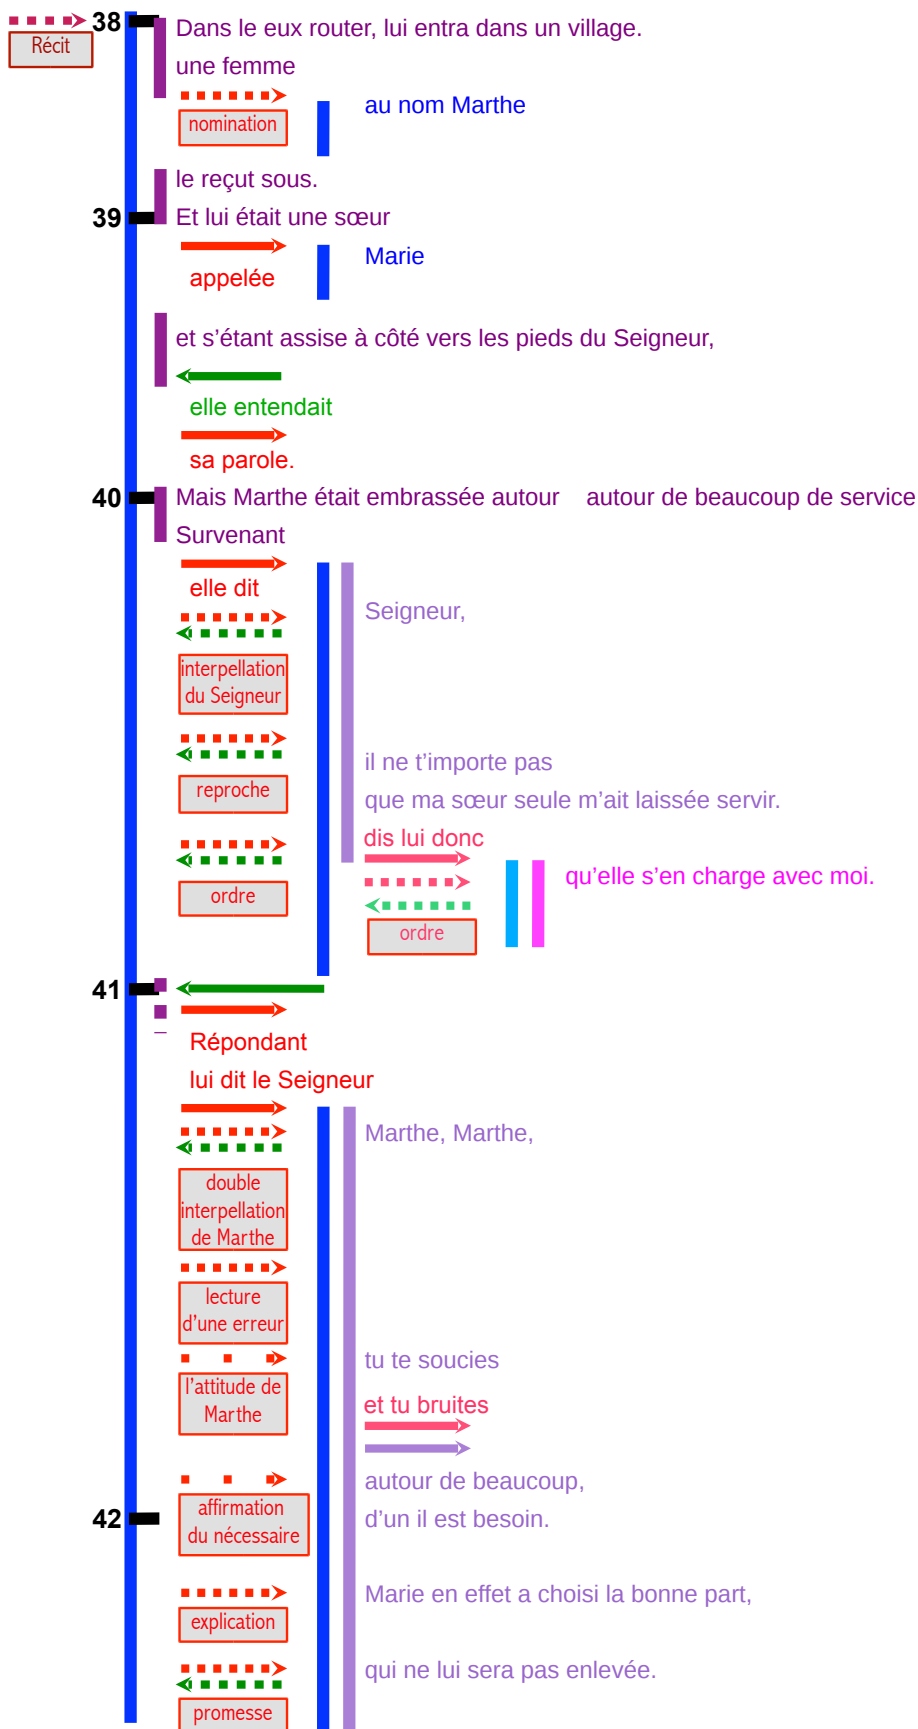 38 Dans le eux router, lui entra dans un village.
Récit
une femme
au nom Marthe
nomination
le reçut sous.
39 Et lui était une sœur
Marie
appelée
et s'étant assise à côté vers les pieds du Seigneur,
elle entendait
sa parole.
40 Mais Marthe était embrassée autour autour de beaucoup de service
Survenant
elle dit
Seigneur,
interpellation
du Seigneur
il ne t'importe pas
reproche
que ma sœur seule m'ait laissée servir.
dis lui donc
qu'elle s'en charge avec moi.
ordre
ordre
41
Répondant
lui dit le Seigneur
Marthe, Marthe,
double
interpellation
de Marthe
lecture
d'une erreur
tu te soucies
l'attitude de
Marthe
et tu bruites
autour de beaucoup,
affirmation
42 d'un il est besoin.
du nécessaire
Marie en effet a choisi la bonne part,
explication
qui ne lui sera pas enlevée.
promesse